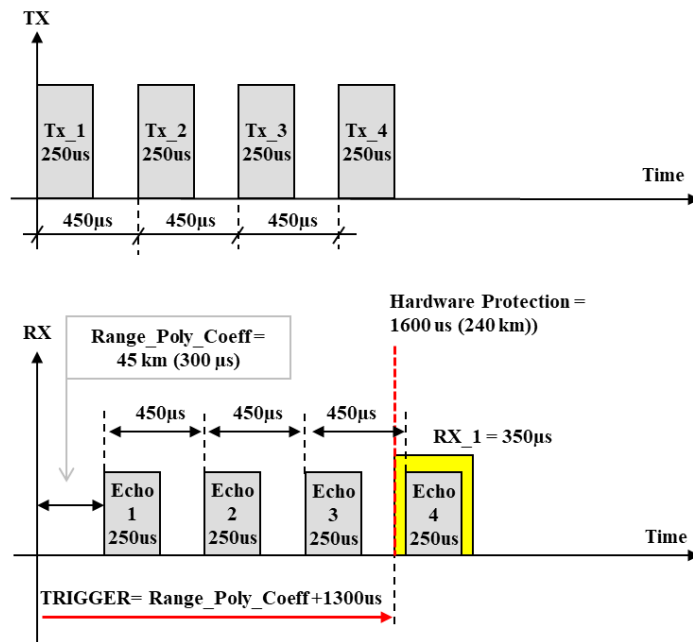 TX
Tx_1
250us
Tx_2
250us
Tx_3
250us
Tx_4
250us
Time
450µs
450µs
450µs
Hardware Protection =
1600 us (240 km))
RX
Range_Poly_Coeff =
45 km (300 µs)
450µs
450µs
450µs
RX_1 = 350µs
Echo
1
250us
Echo
2
250us
Echo
3
250us
Echo
4
250us
Time
TRIGGER= Range_Poly_Coeff +1300us